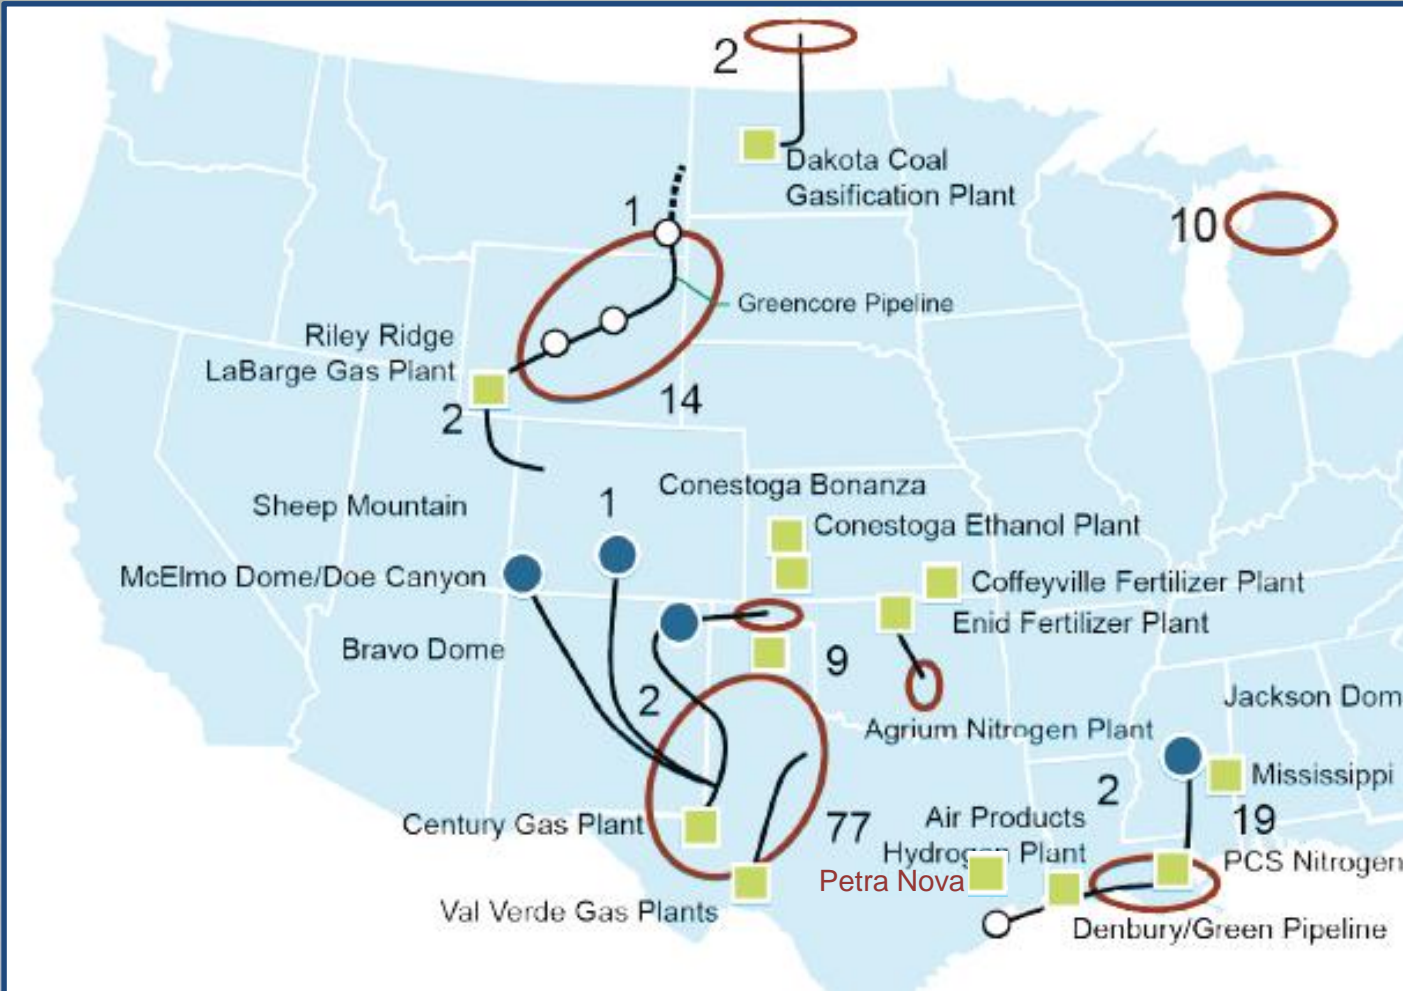 2
Dakota Coal
Gasification Plant
1
10
Greencore Pipeline
Riley Ridge
LaBarge Gas Plant
14
2
Conestoga Bonanza
Sheep Mountain
1
Conestoga Ethanol Plant
McElmo Dome/Doe Canyon
Coffeyville Fertilizer Plant
Enid Fertilizer Plant
Bravo Dome
9
2
Jackson Dom
Agrium Nitrogen Plant
Mississippi
2
Century Gas Plant
77
Air Products
19
Hydrogen Plant
PCS Nitrogen
Petra Nova
Val Verde Gas Plants
Denbury/Green Pipeline